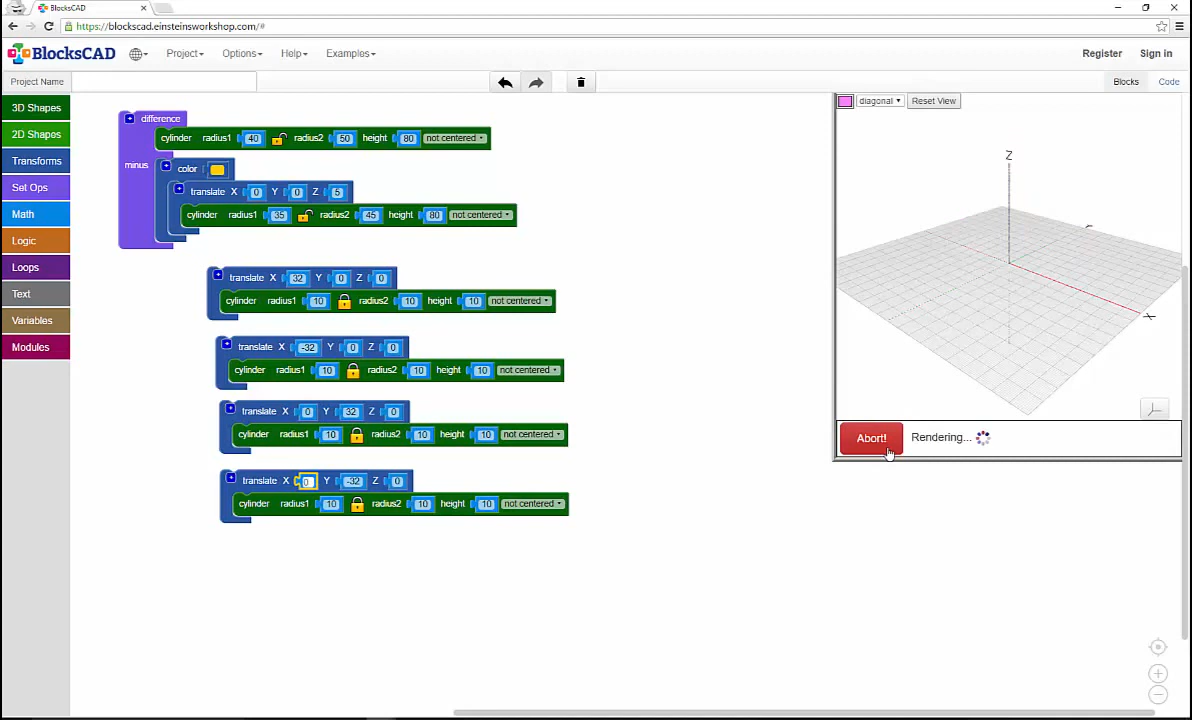 BlocksCAD
https://blockscad.einsteinsworkshop.com/#
BlocksCAD Project Options Help Examples Register Sign in
Project Name Blocks Code
3D Shapes
2D Shapes
Transforms
Set Ops
Math
Logic
Loops
Text
Variables
Modules
difference
cylinder radius1 40 radius2 50 height 80 not centered
minus color
translate X 0 Y 0 Z 5
cylinder radius1 35 radius2 45 height 80 not centered
translate X 32 Y 0 Z 0
cylinder radius1 10 radius2 10 height 10 not centered
translate X -32 Y 0 Z 0
cylinder radius1 10 radius2 10 height 10 not centered
translate X 0 Y 32 Z 0
cylinder radius1 10 radius2 10 height 10 not centered
translate X 0 Y -32 Z 0
cylinder radius1 10 radius2 10 height 10 not centered
diagonal Reset View
Z
X
Abort! Rendering...